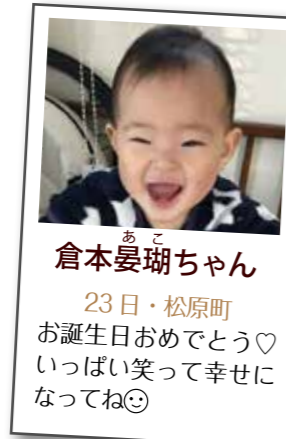 あこ
倉本晏瑚ちゃん
23日・松原町
お誕生日おめでとう♡
いっぱい笑って幸せに
なってね☺